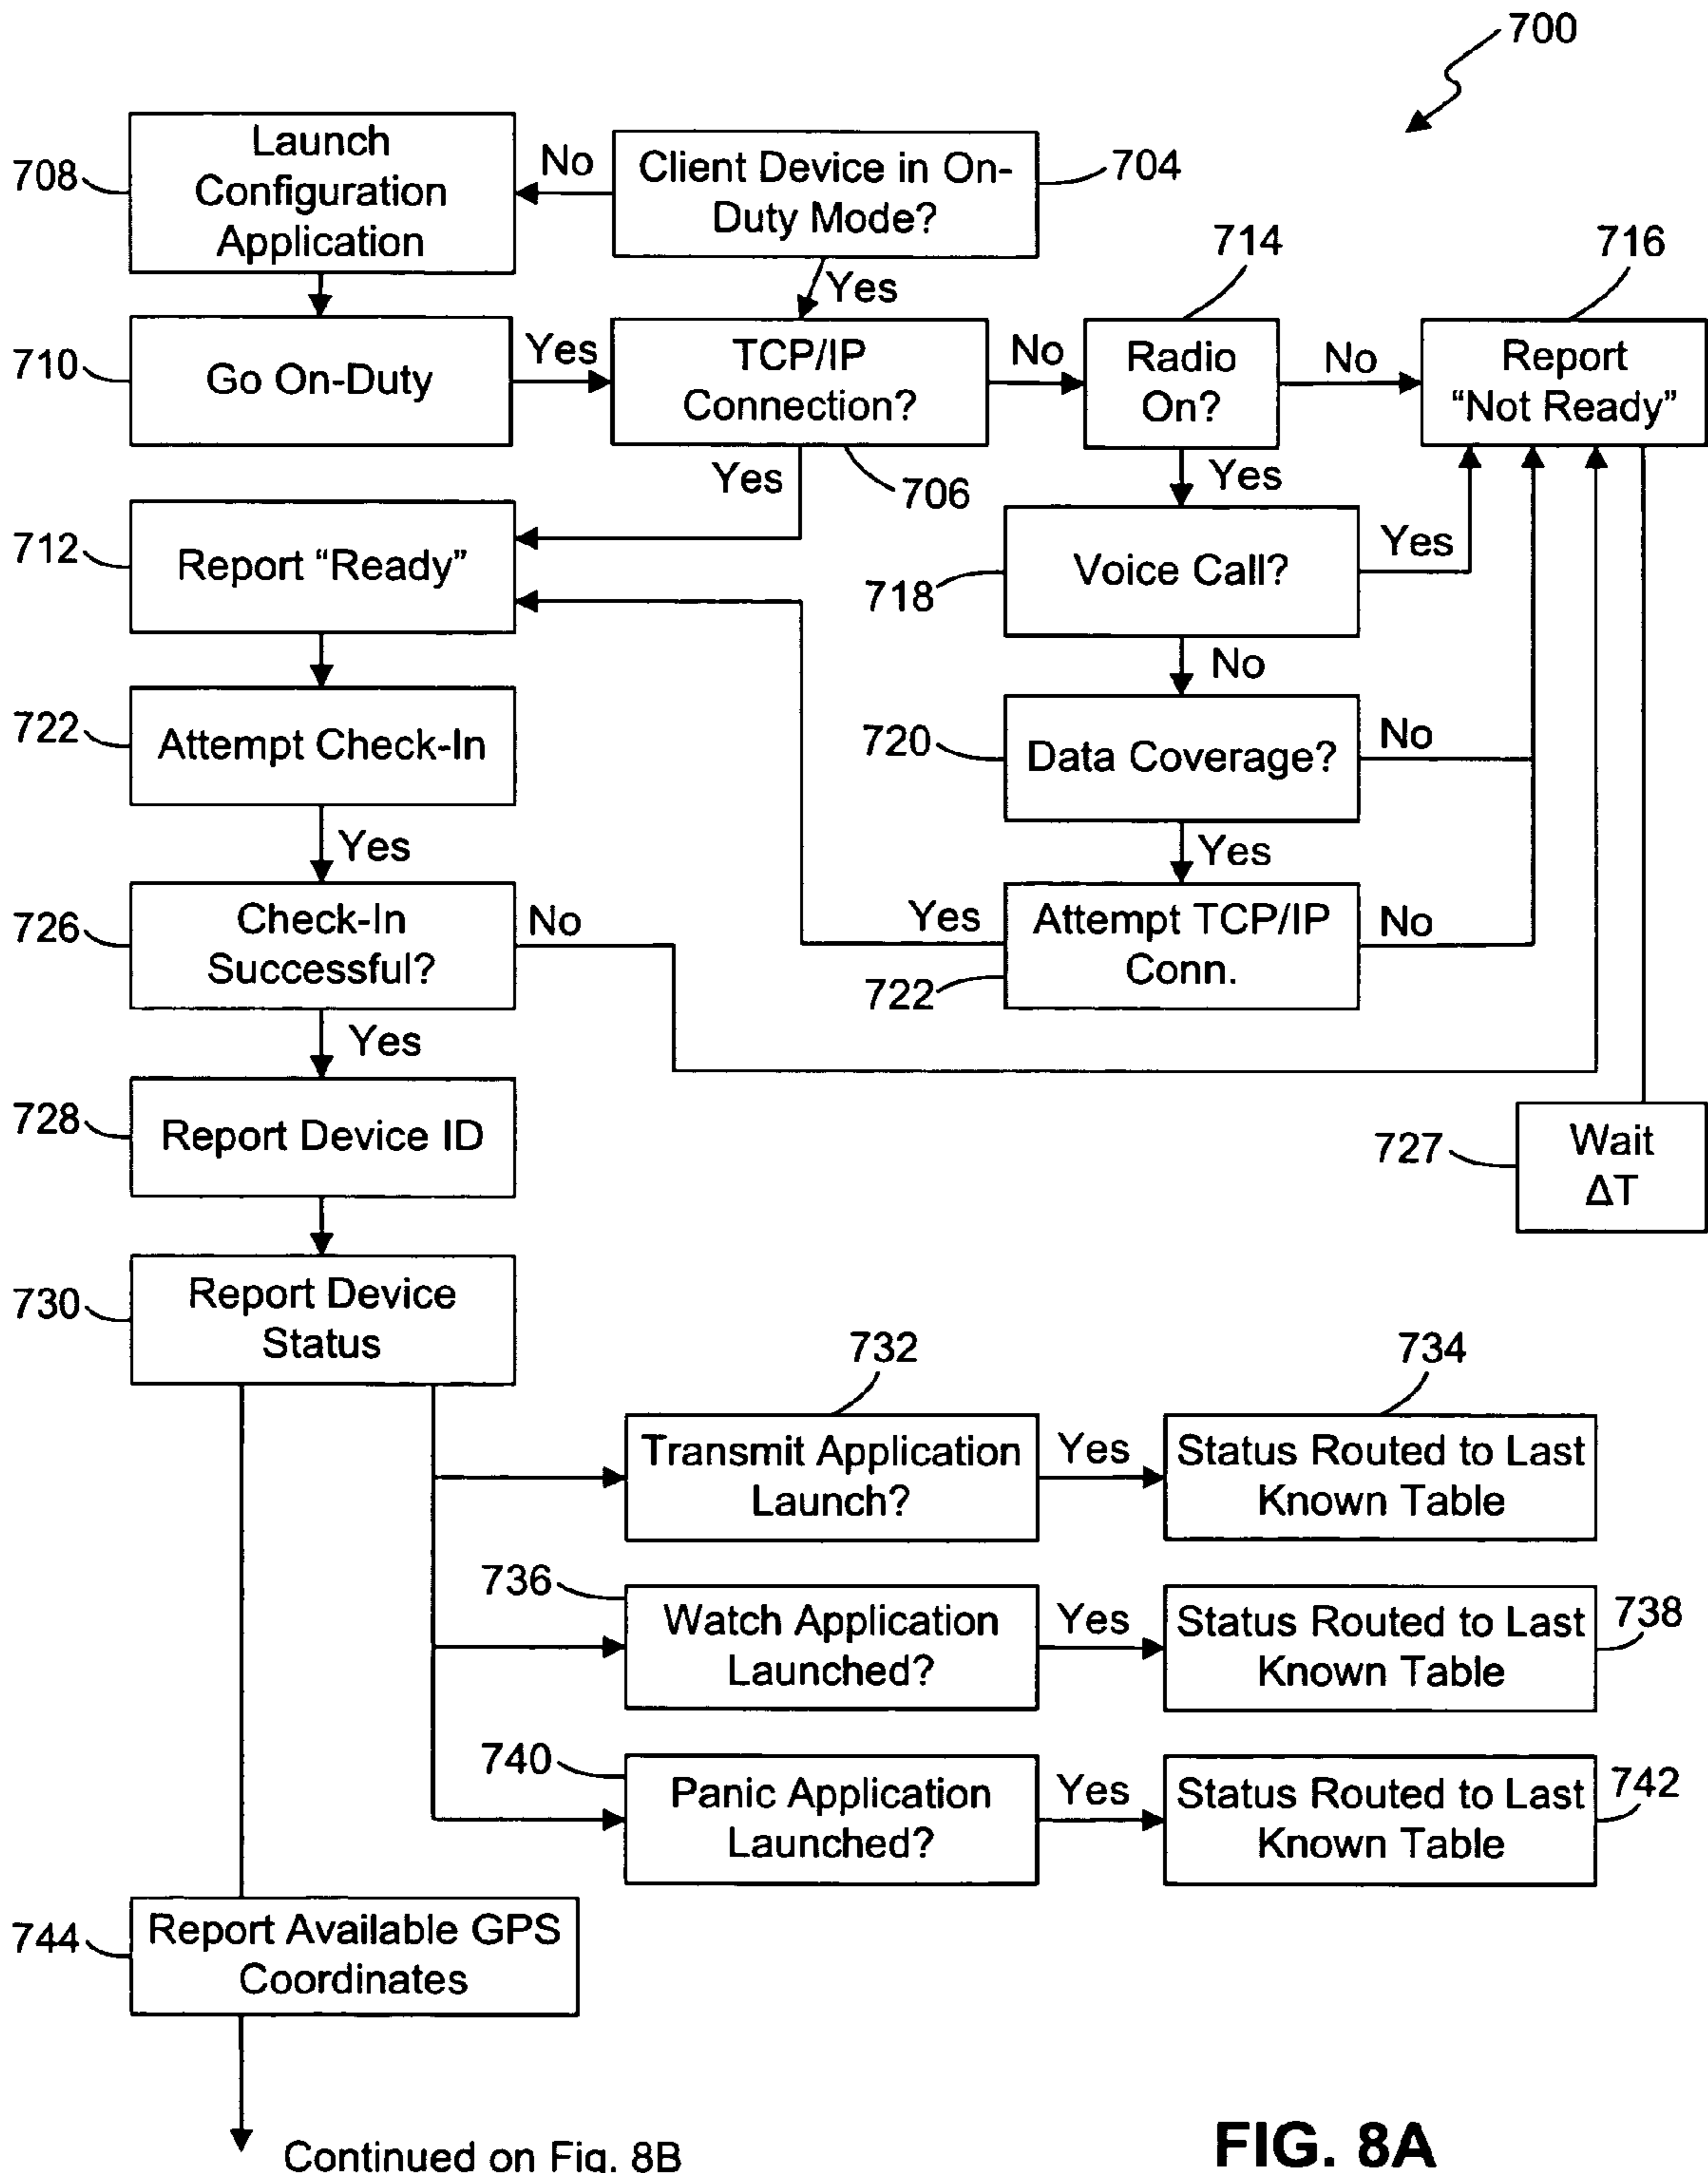 700
Launch
Configuration
Application
708
No
Client Device in On-
Duty Mode?
704
Yes
714
716
710
Go On-Duty
Yes
TCP/IP
Connection?
706
No
Radio
On?
No
Report
“Not Ready”
Yes
Yes
712
Report “Ready”
718
Voice Call?
Yes
No
722
Attempt Check-In
720
Data Coverage?
No
Yes
Yes
726
Check-In
Successful?
No
Yes
Attempt TCP/IP
Conn.
722
No
Yes
728
Report Device ID
727
Wait
ΔT
730
Report Device
Status
732
734
Transmit Application
Launch?
Yes
Status Routed to Last
Known Table
736
Watch Application
Launched?
Yes
Status Routed to Last
Known Table
738
740
Panic Application
Launched?
Yes
Status Routed to Last
Known Table
742
744
Report Available GPS
Coordinates
Continued on Fig. 8B
FIG. 8A